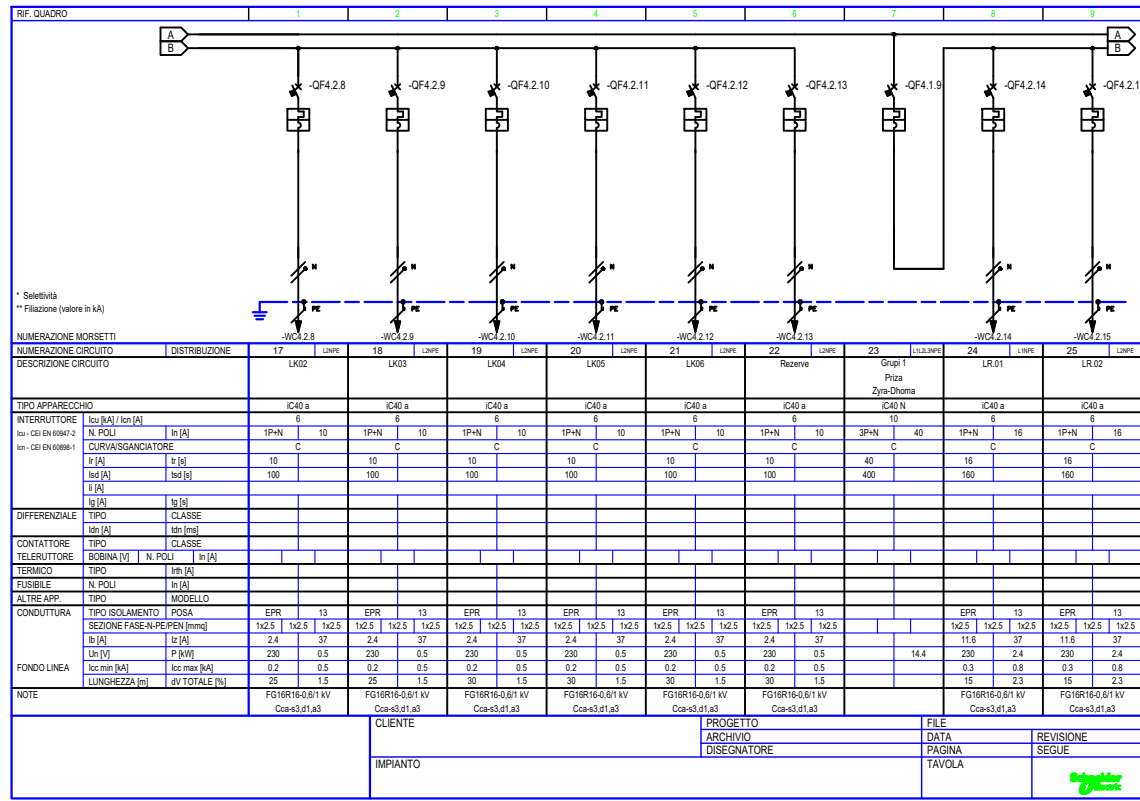 RIF. QUADRO 1 2 3 4 5 6 7 8 9
A A
B B
-QF4.2.8 -QF4.2.9 -QF4.2.10 -QF4.2.11 -QF4.2.12 -QF4.2.13 -QF4.1.9 -QF4.2.14 -QF4.2.1
N N N N N N N N
* Selettività
** Filiazione (valore in kA)
PE PE PE PE PE PE PE PE
NUMERAZIONE MORSETTI -WC4.2.8 -WC4.2.9 -WC4.2.10 -WC4.2.11 -WC4.2.12 -WC4.2.13 -WC4.2.14 -WC4.2.15
NUMERAZIONE CIRCUITO DISTRIBUZIONE 17 L2NPE 18 L2NPE 19 L2NPE 20 L2NPE 21 L2NPE 22 L2NPE 23 L1L2L3NPE 24 L1NPE 25 L2NPE
DESCRIZIONE CIRCUITO LK02 LK03 LK04 LK05 LK06 Rezerve Grupi 1 LR.01 LR.02
Priza
Zyra-Dhoma
TIPO APPARECCHIO iC40 a iC40 a iC40 a iC40 a iC40 a iC40 a iC40 N iC40 a iC40 a
INTERRUTTORE Icu [kA] / Icn [A] 6 6 6 6 6 6 10 6 6
Icu - CEI EN 60947-2 N. POLI In [A] 1P+N 10 1P+N 10 1P+N 10 1P+N 10 1P+N 10 1P+N 10 3P+N 40 1P+N 16 1P+N 16
Icn - CEI EN 60898-1 CURVA/SGANCIATORE C C C C C C C C C
Ir [A] tr [s] 10 10 10 10 10 10 40 16 16
Isd [A] tsd [s] 100 100 100 100 100 100 400 160 160
Ii [A]
Ig [A] tg [s]
DIFFERENZIALE TIPO CLASSE
Idn [A] tdn [ms]
CONTATTORE TIPO CLASSE
TELERUTTORE BOBINA [V] N. POLI In [A]
TERMICO TIPO Irth [A]
FUSIBILE N. POLI In [A]
ALTRE APP. TIPO MODELLO
CONDUTTURA TIPO ISOLAMENTO POSA EPR 13 EPR 13 EPR 13 EPR 13 EPR 13 EPR 13 EPR 13 EPR 13
SEZIONE FASE-N-PE/PEN [mmq] 1x2.5 1x2.5 1x2.5 1x2.5 1x2.5 1x2.5 1x2.5 1x2.5 1x2.5 1x2.5 1x2.5 1x2.5 1x2.5 1x2.5 1x2.5 1x2.5 1x2.5 1x2.5 1x2.5 1x2.5 1x2.5 1x2.5 1x2.5 1x2.5
Ib [A] Iz [A] 2.4 37 2.4 37 2.4 37 2.4 37 2.4 37 2.4 37 11.6 37 11.6 37
Un [V] P [kW] 230 0.5 230 0.5 230 0.5 230 0.5 230 0.5 230 0.5 14.4 230 2.4 230 2.4
FONDO LINEA Icc min [kA] Icc max [kA] 0.2 0.5 0.2 0.5 0.2 0.5 0.2 0.5 0.2 0.5 0.2 0.5 0.3 0.8 0.3 0.8
LUNGHEZZA [m] dV TOTALE [%] 25 1.5 25 1.5 30 1.5 30 1.5 30 1.5 30 1.5 15 2.3 15 2.3
NOTE FG16R16-0,6/1 kV FG16R16-0,6/1 kV FG16R16-0,6/1 kV FG16R16-0,6/1 kV FG16R16-0,6/1 kV FG16R16-0,6/1 kV FG16R16-0,6/1 kV FG16R16-0,6/1 kV
Cca-s3,d1,a3 Cca-s3,d1,a3 Cca-s3,d1,a3 Cca-s3,d1,a3 Cca-s3,d1,a3 Cca-s3,d1,a3 Cca-s3,d1,a3 Cca-s3,d1,a3
CLIENTE PROGETTO FILE
ARCHIVIO DATA REVISIONE
DISEGNATORE PAGINA SEGUE
IMPIANTO TAVOLA
Schneider
Electric